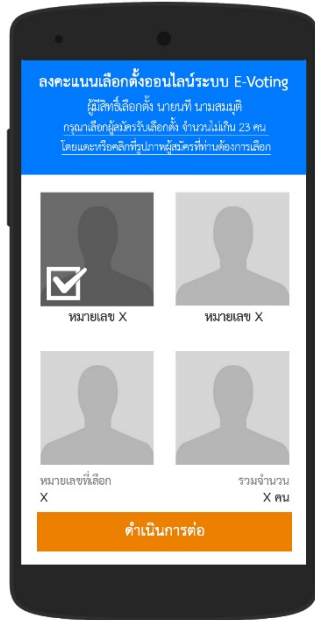 ลงคะแนนเลือกตั้งออนไลน์ระบบ E-Voting
ผู้มีสิทธิ์เลือกตั้ง นายนที นามสมมุติ
กรุณาเลือกผู้สมัครรับเลือกตั้ง จำนวนไม่เกิน 23 คน
โดยแตะหรือคลิกที่รูปภาพผู้สมัครที่ท่านต้องการเลือก
หมายเลข X
หมายเลข X
หมายเลขที่เลือก
รวมจำนวน
X
X คน
ดำเนินการต่อ